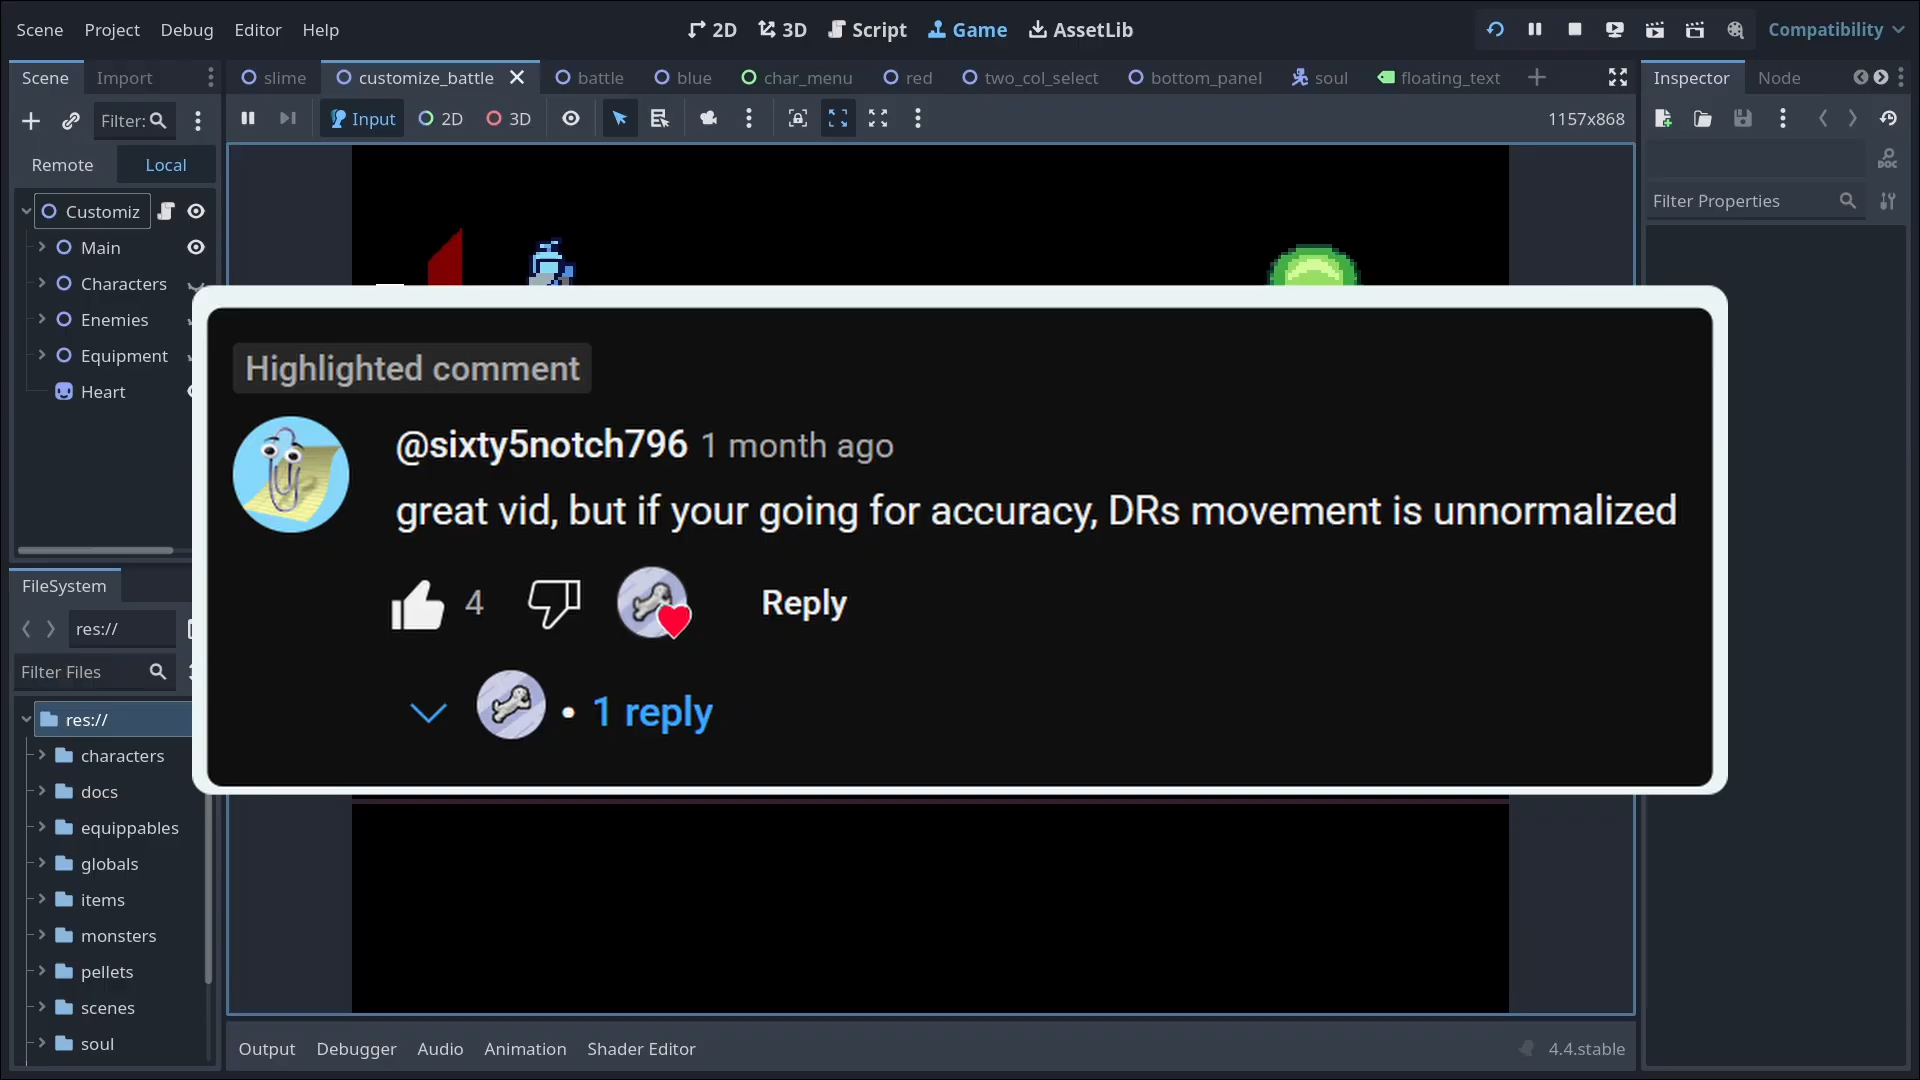 Scene Project Debug Editor Help
2D 3D Script Game AssetLib
Compatibility
Scene Import
slime customize_battle battle blue char_menu red two_col_select bottom_panel soul floating_text
Inspector Node
Filter:
Input 2D 3D
1157x868
Remote Local
Filter Properties
DOC
Customiz
Main
Characters
Enemies
Equipment
Heart
Highlighted comment
@sixty5notch796 1 month ago
great vid, but if your going for accuracy, DRs movement is unnormalized
4
Reply
1 reply
FileSystem
res://
Filter Files
res://
characters
docs
equippables
globals
items
monsters
pellets
scenes
soul
Output Debugger Audio Animation Shader Editor
4.4.stable